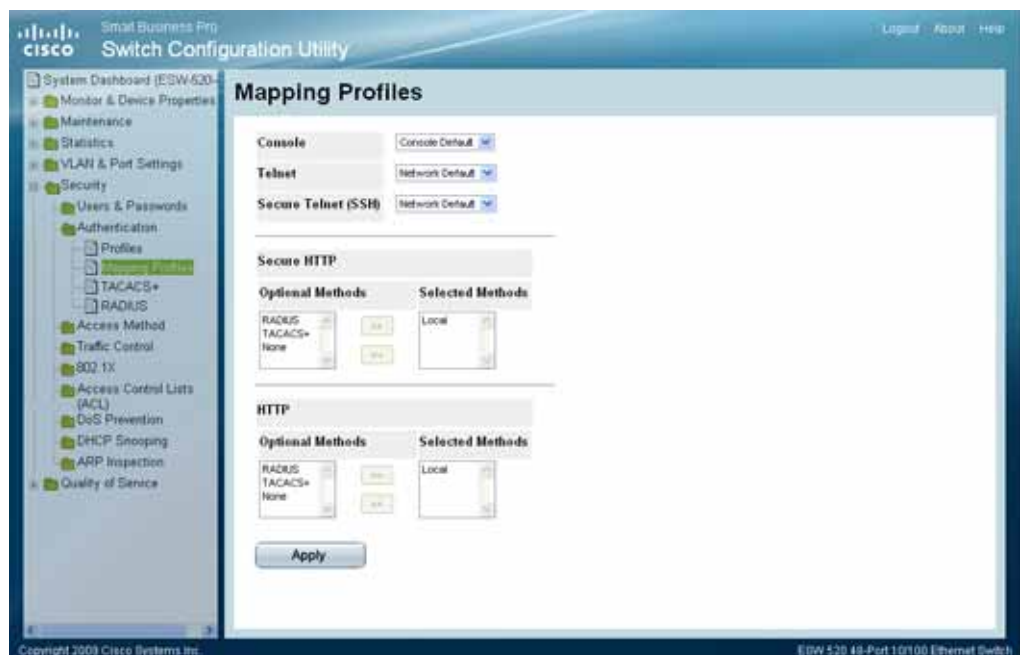 Small Business Pro
cisco Switch Configuration Utility
Logout About Help
System Dashboard (ESW-520-
Monitor & Device Properties
Maintenance
Statistics
VLAN & Port Settings
Security
Users & Passwords
Authentication
Profiles
Mapping Profiles
TACACS+
RADIUS
Access Method
Traffic Control
802.1X
Access Control Lists
(ACL)
DoS Prevention
DHCP Snooping
ARP Inspection
Quality of Service
Mapping Profiles
Console Console Default
Telnet Network Default
Secure Telnet (SSH) Network Default
Secure HTTP
Optional Methods Selected Methods
RADIUS
TACACS+
None
Local
HTTP
Optional Methods Selected Methods
RADIUS
TACACS+
None
Local
Apply
Copyright 2009 Cisco Systems Inc.
ESW 520 48-Port 10/100 Ethernet Switch